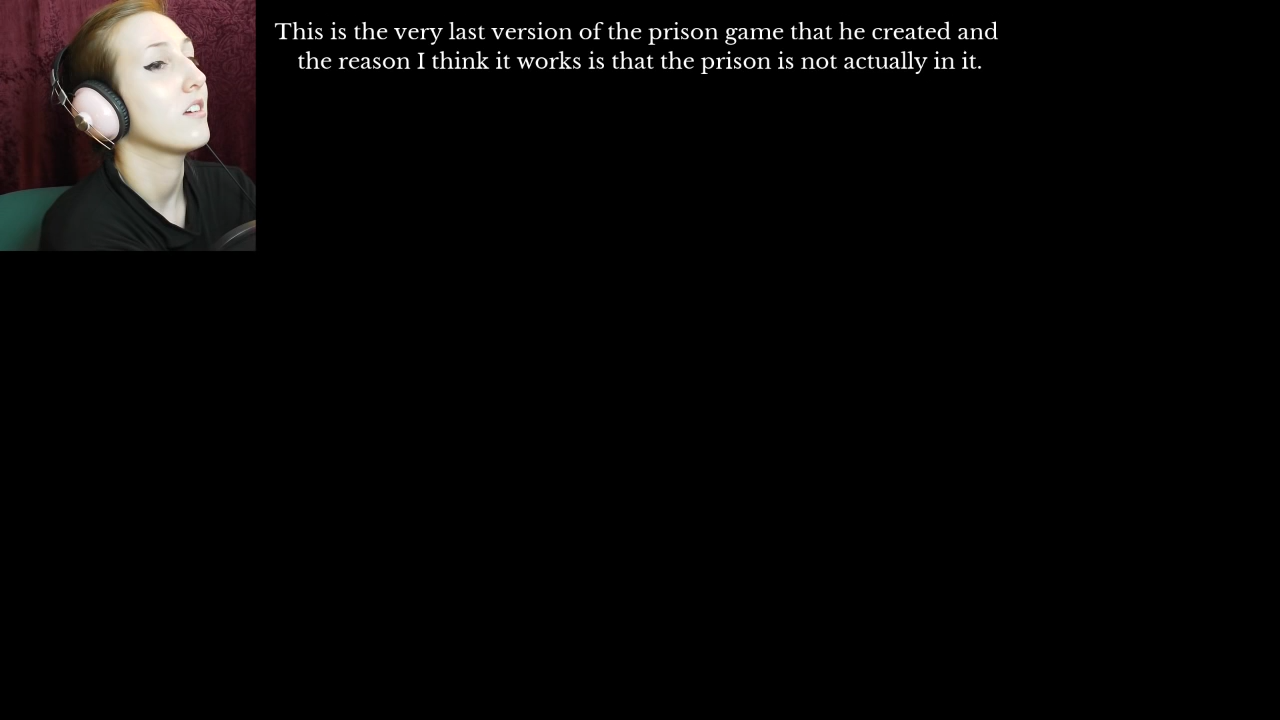 This is the very last version of the prison game that he created and
the reason I think it works is that the prison is not actually in it.